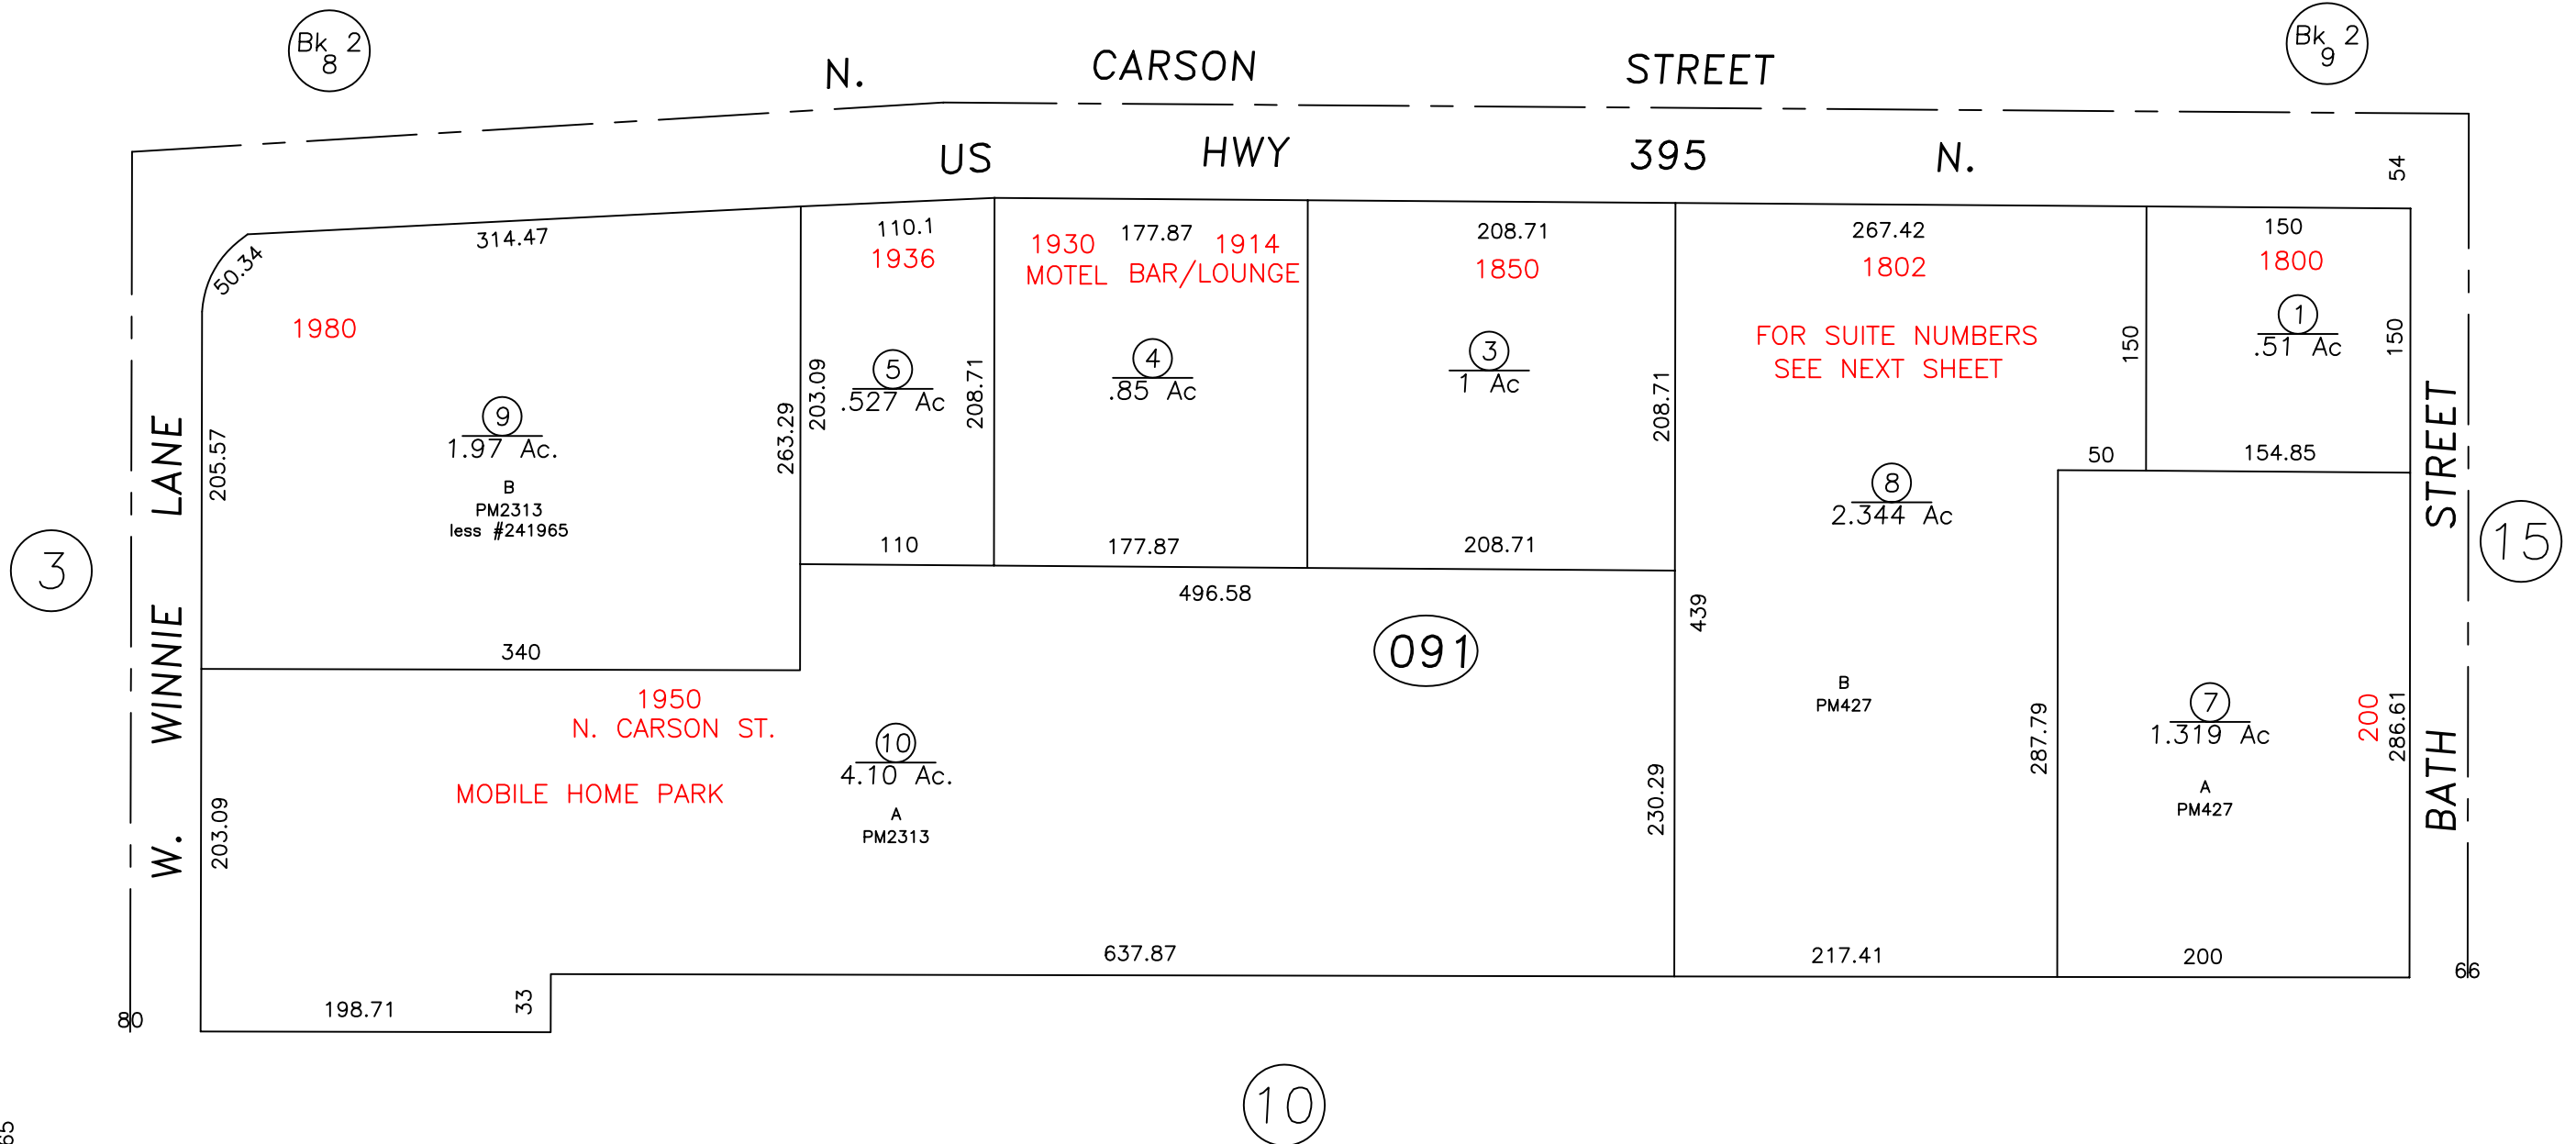 Bk 2
8
Bk 2
9
N. CARSON STREET
US HWY 395 N.
54
314.47
50.34
1980
9
1.97 Ac.
B
PM2313
less #241965
205.57
263.29
340
110.1
1936
203.09
5
.527 Ac
208.71
110
1930 177.87 1914
MOTEL BAR/LOUNGE
4
.85 Ac
177.87
208.71
1850
3
1 Ac
208.71
208.71
267.42
1802
FOR SUITE NUMBERS
SEE NEXT SHEET
150
50
8
2.344 Ac
439
B
PM427
287.79
217.41
150
1800
1
.51 Ac
150
154.85
7
1.319 Ac
A
PM427
200
286.61
200
496.58
091
1950
N. CARSON ST.
MOBILE HOME PARK
10
4.10 Ac.
A
PM2313
203.09
230.29
637.87
198.71
33
W. WINNIE LANE
BATH STREET
3
15
80
66
10
65